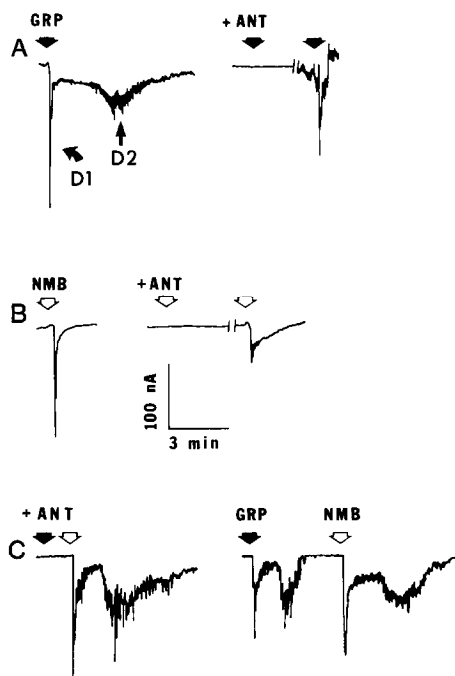 GRP
+ ANT
A
D2
D1
NMB
+ANT
B
100 nA
3 min
+ ANT
GRP
NMB
C